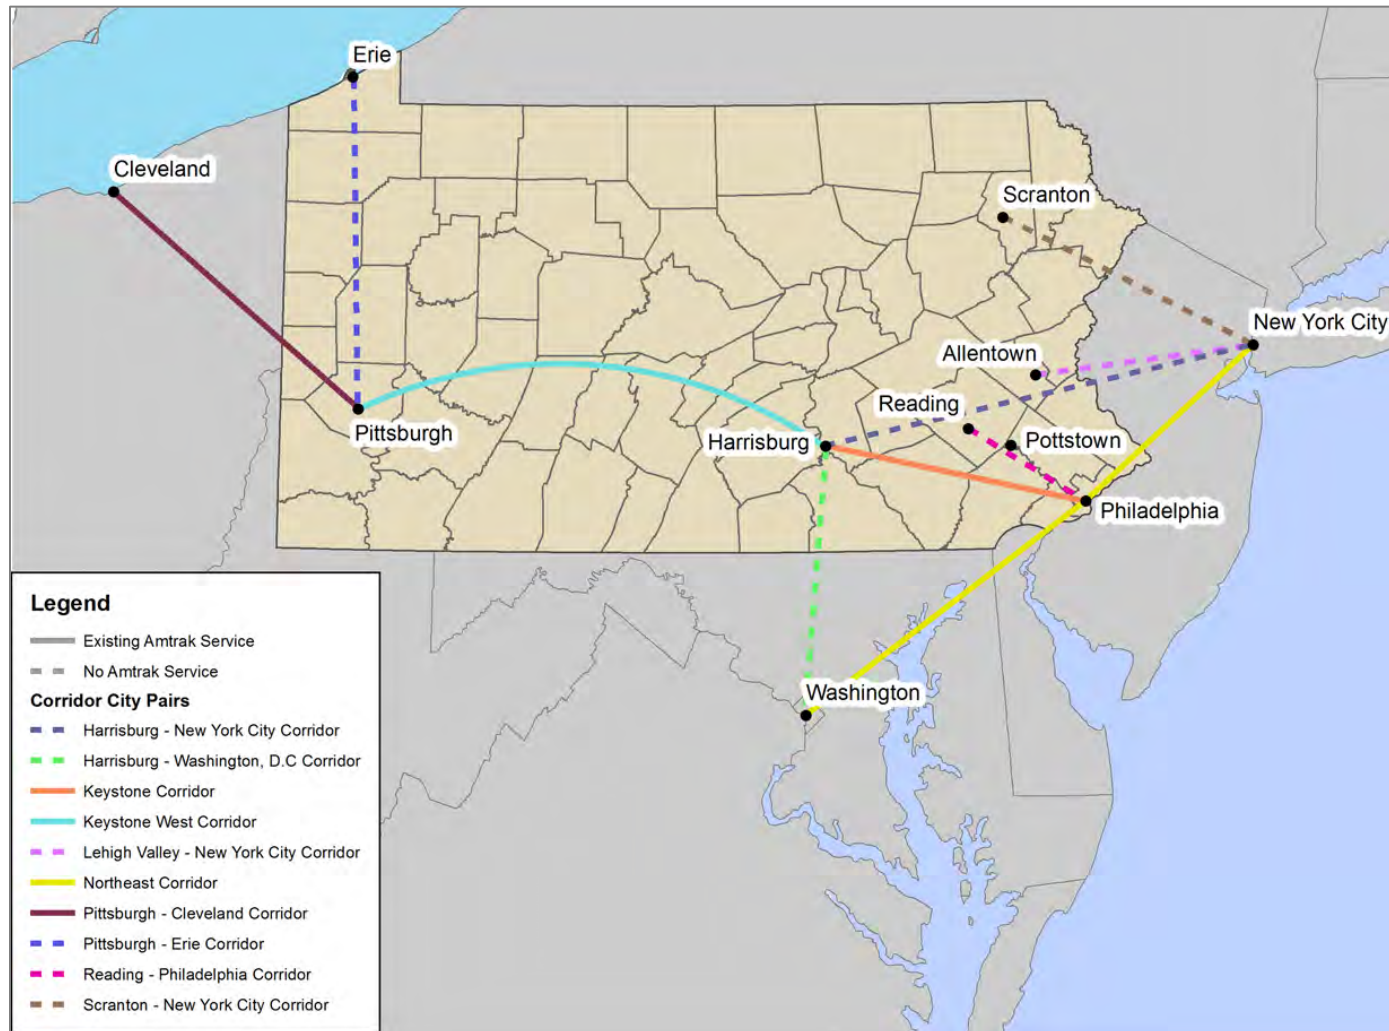 Erie
Cleveland
Scranton
New York City
Allentown
Reading
Pottstown
Pittsburgh
Harrisburg
Philadelphia
Washington
Legend
Existing Amtrak Service
No Amtrak Service
Corridor City Pairs
Harrisburg - New York City Corridor
Harrisburg - Washington, D.C Corridor
Keystone Corridor
Keystone West Corridor
Lehigh Valley - New York City Corridor
Northeast Corridor
Pittsburgh - Cleveland Corridor
Pittsburgh - Erie Corridor
Reading - Philadelphia Corridor
Scranton - New York City Corridor